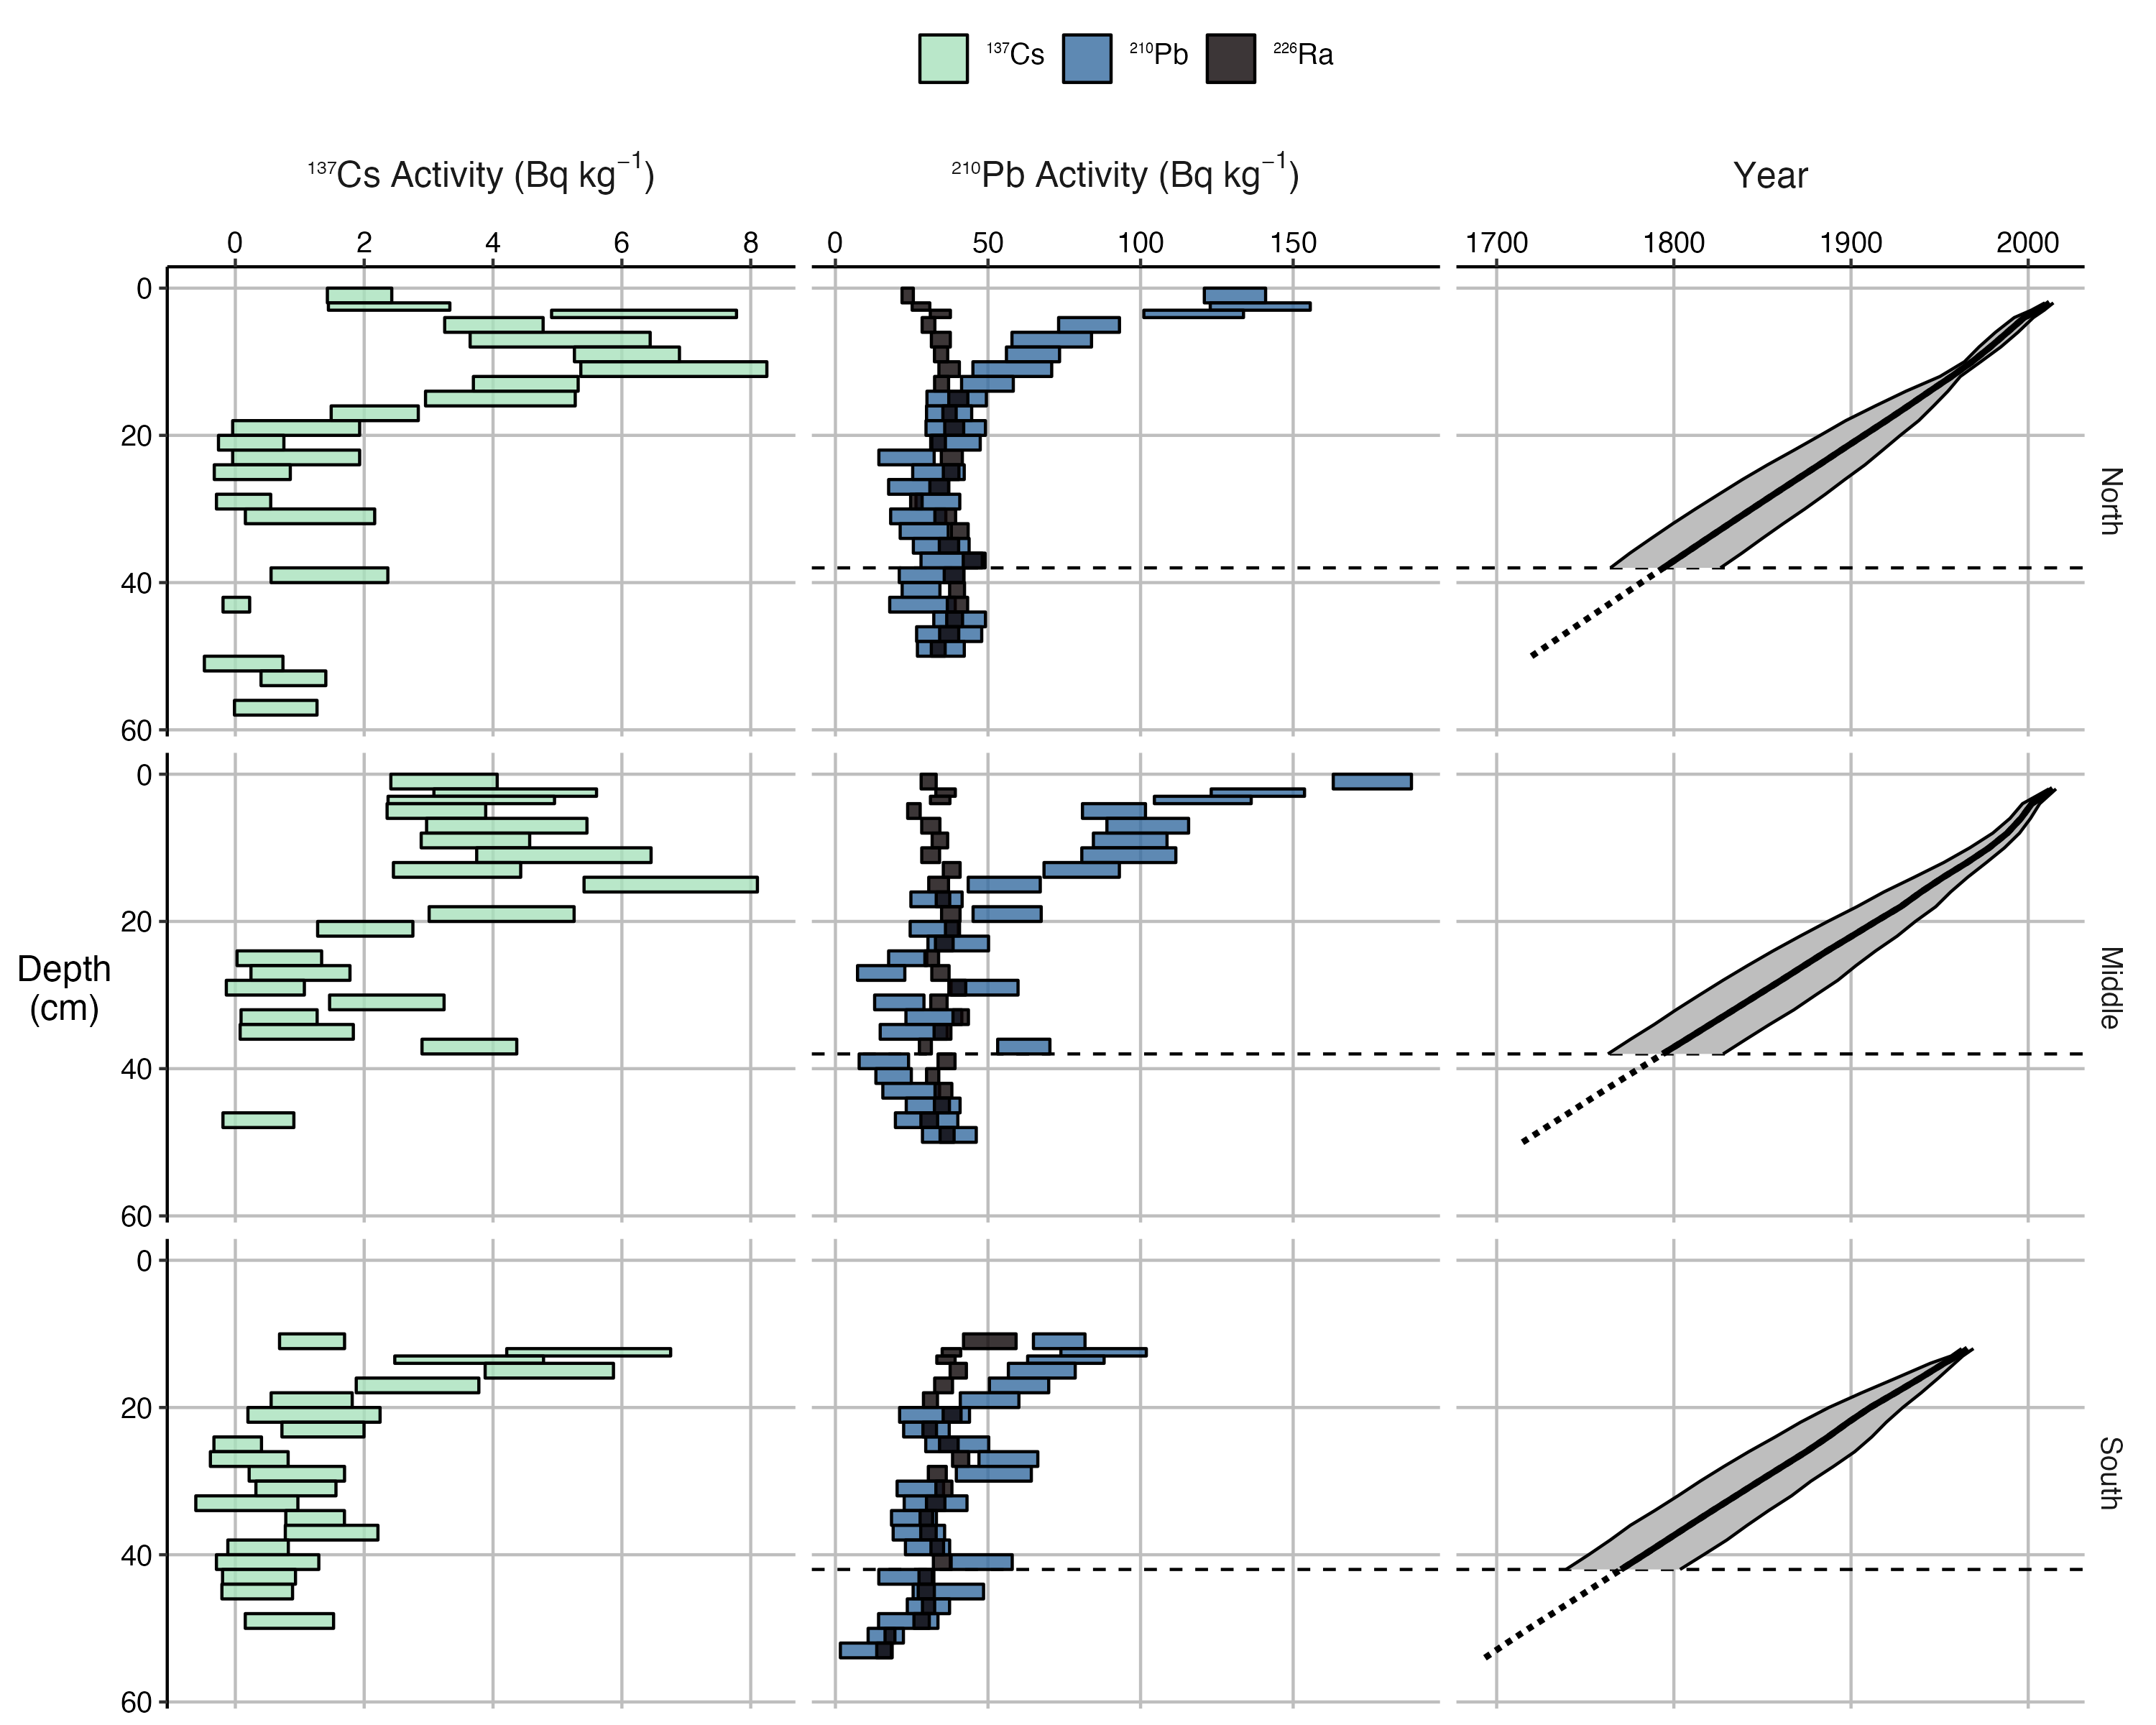 ¹³⁷Cs ²¹⁰Pb ²²⁶Ra
¹³⁷Cs Activity (Bq kg⁻¹) ²¹⁰Pb Activity (Bq kg⁻¹) Year
0 2 4 6 8 0 50 100 150 1700 1800 1900 2000
0
20
40
60
North
0
20
40
60
Middle
Depth
(cm)
0
20
40
60
South